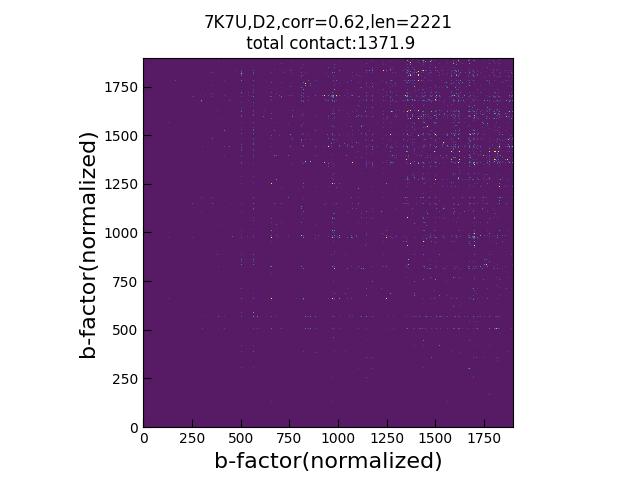 7K7U,D2,corr=0.62,len=2221
total contact:1371.9
b-factor(normalized)
1750
1500
1250
1000
750
500
250
0
0 250 500 750 1000 1250 1500 1750
b-factor(normalized)